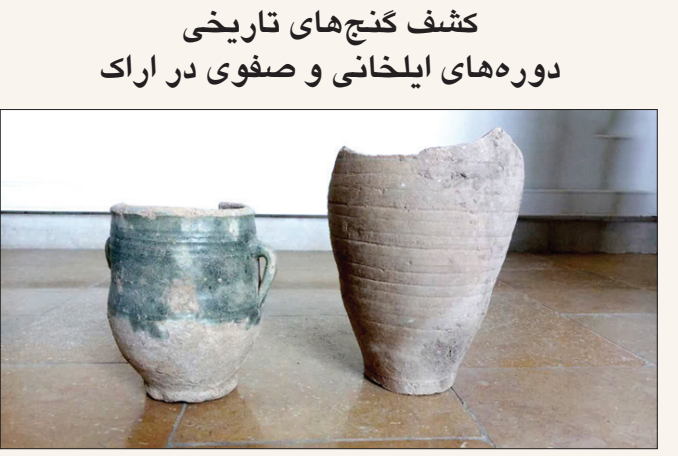 کشف گنج‌های تاریخی
دوره‌های ایلخانی و صفوی در اراک